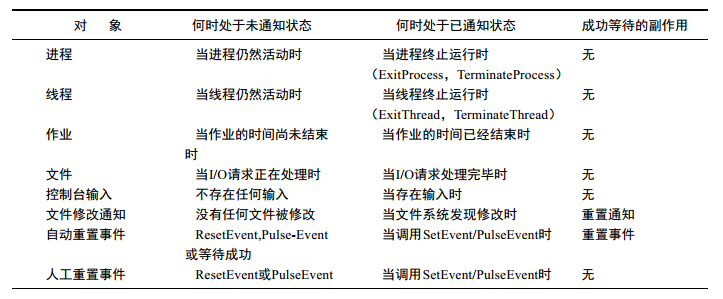 对 象 何时处于未通知状态 何时处于已通知状态 成功等待的副作用
进程 当进程仍然活动时 当进程终止运行时 无
（ExitProcess，TerminateProcess）
线程 当线程仍然活动时 当线程终止运行时 无
（ExitThread，TerminateThread）
作业 当作业的时间尚未结束 当作业的时间已经结束时 无
时
文件 当I/O请求正在处理时 当I/O请求处理完毕时 无
控制台输入 不存在任何输入 当存在输入时 无
文件修改通知 没有任何文件被修改 当文件系统发现修改时 重置通知
自动重置事件 ResetEvent,Pulse-Event 当调用SetEvent/PulseEvent时 重置事件
或等待成功
人工重置事件 ResetEvent或PulseEvent 当调用SetEvent/PulseEvent时 无